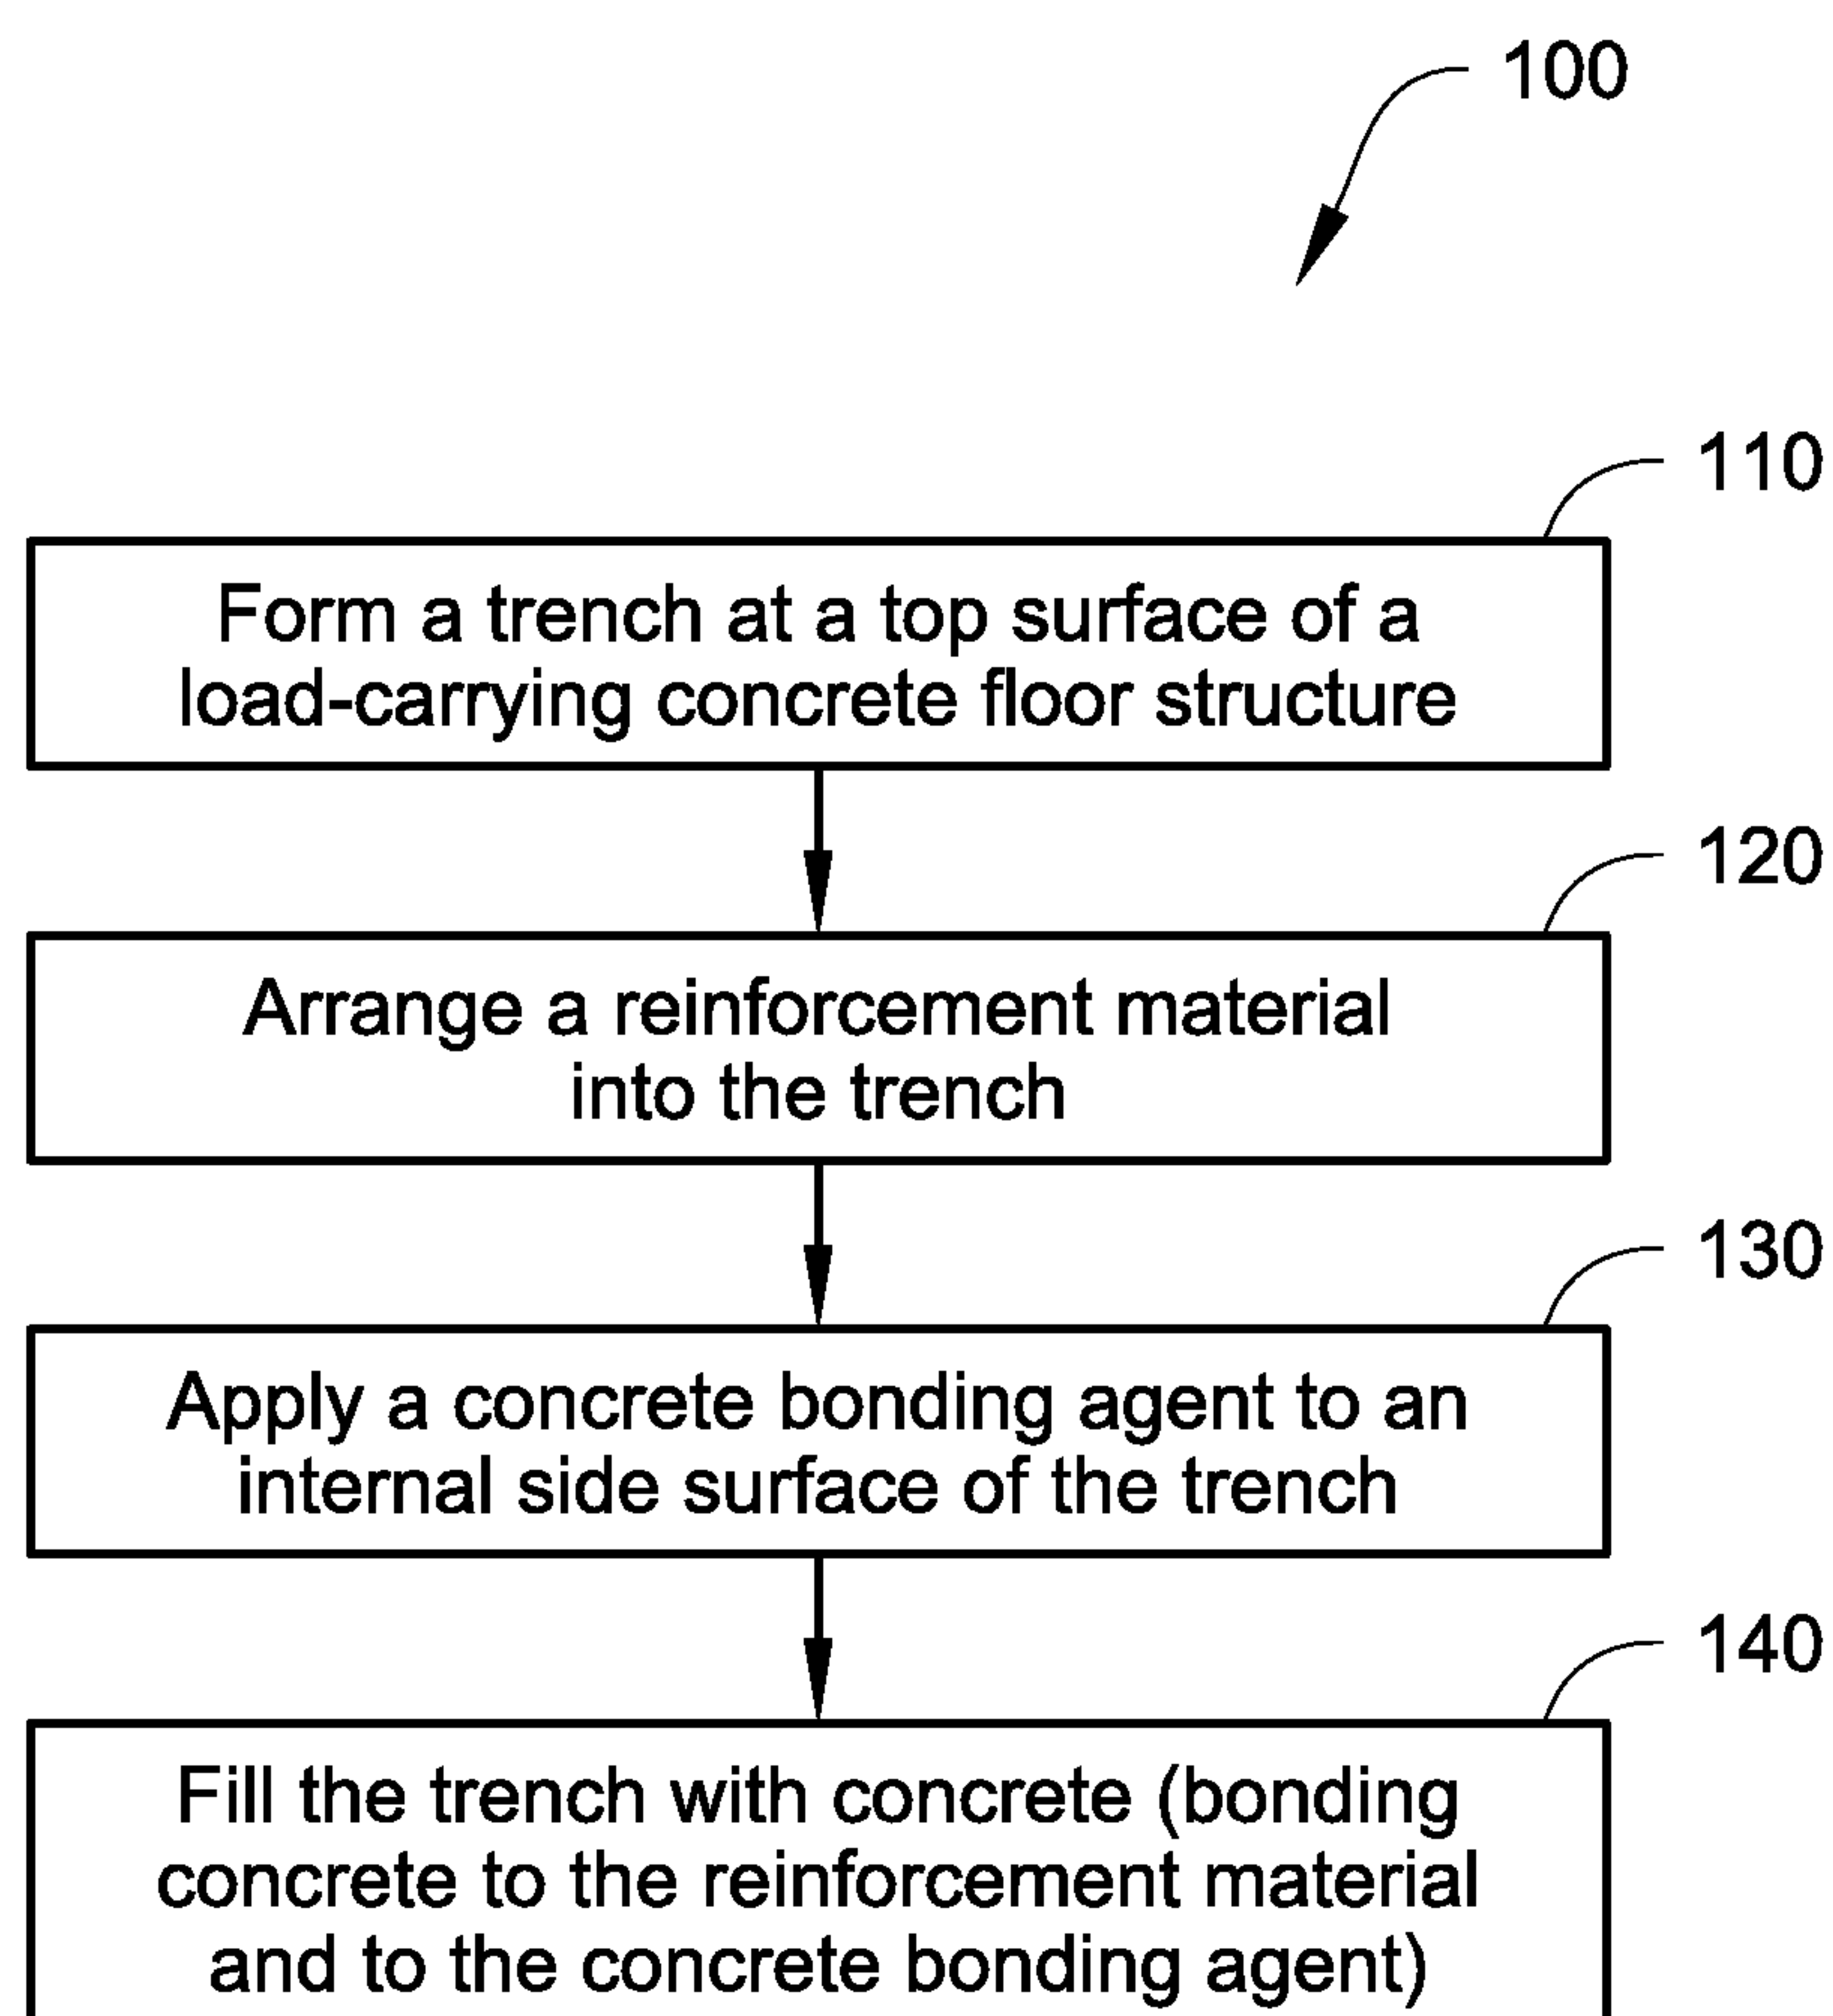 100
110
Form a trench at a top surface of a
load-carrying concrete floor structure
120
Arrange a reinforcement material
into the trench
130
Apply a concrete bonding agent to an
internal side surface of the trench
140
Fill the trench with concrete (bonding
concrete to the reinforcement material
and to the concrete bonding agent)